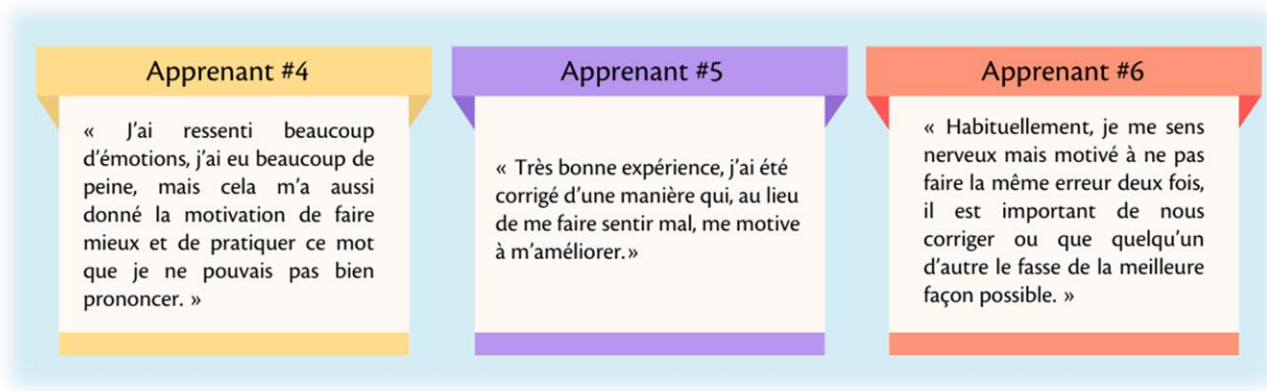 Apprenant #4
« J'ai ressenti beaucoup
d'émotions, j'ai eu beaucoup de
peine, mais cela m'a aussi
donné la motivation de faire
mieux et de pratiquer ce mot
que je ne pouvais pas bien
prononcer. »
Apprenant #5
« Très bonne expérience, j'ai été
corrigé d'une manière qui, au lieu
de me faire sentir mal, me motive
à m'améliorer.»
Apprenant #6
« Habituellement, je me sens
nerveux mais motivé à ne pas
faire la même erreur deux fois,
il est important de nous
corriger ou que quelqu'un
d'autre le fasse de la meilleure
façon possible. »